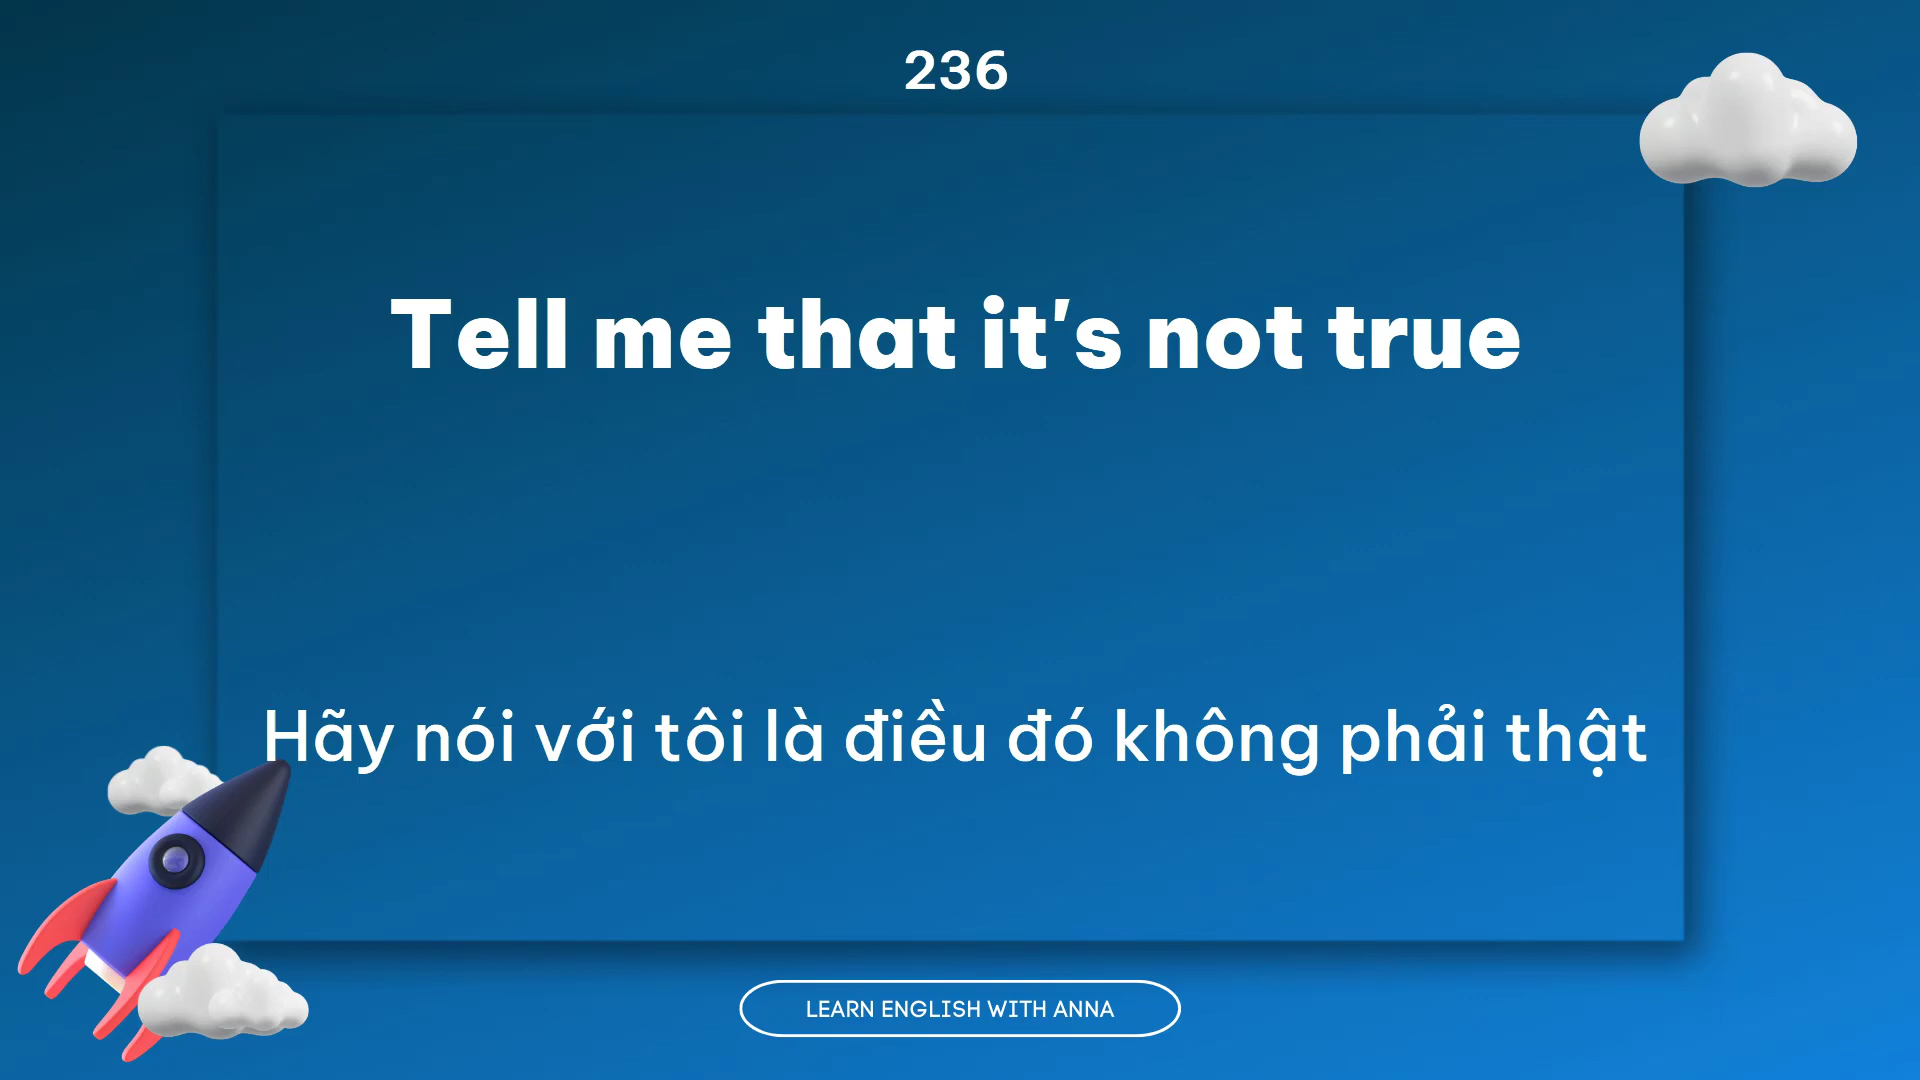 236
Tell me that it's not true
Hãy nói với tôi là điều đó không phải thật
LEARN ENGLISH WITH ANNA